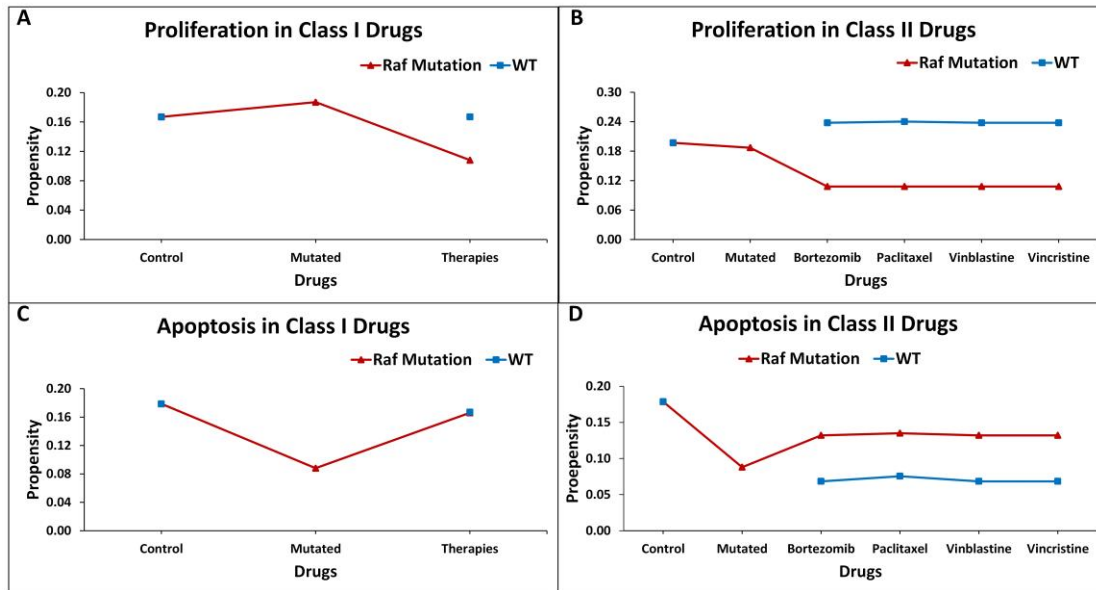 A
Proliferation in Class I Drugs
Raf Mutation WT
0.20
0.16
0.12
0.08
0.04
0.00
Propensity
Control Mutated Therapies
Drugs
B
Proliferation in Class II Drugs
Raf Mutation WT
0.30
0.24
0.18
0.12
0.06
0.00
Propensity
Control Mutated Bortezomib Paclitaxel Vinblastine Vincristine
Drugs
C
Apoptosis in Class I Drugs
Raf Mutation WT
0.20
0.16
0.12
0.08
0.04
0.00
Propensity
Control Mutated Therapies
Drugs
D
Apoptosis in Class II Drugs
Raf Mutation WT
0.20
0.15
0.10
0.05
0.00
Proepensity
Control Mutated Bortezomib Paclitaxel Vinblastine Vincristine
Drugs